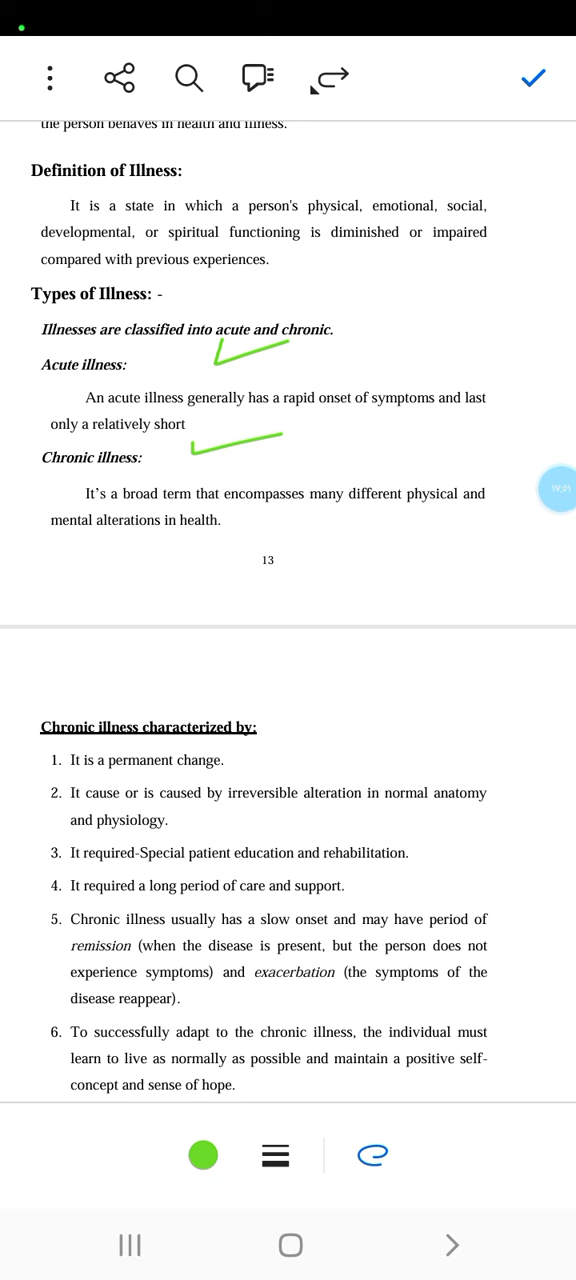 the person behaves in health and illness.
Definition of Illness:
It is a state in which a person's physical, emotional, social,
developmental, or spiritual functioning is diminished or impaired
compared with previous experiences.
Types of Illness: -
Illnesses are classified into acute and chronic.
Acute illness:
An acute illness generally has a rapid onset of symptoms and last
only a relatively short
Chronic illness:
It's a broad term that encompasses many different physical and
mental alterations in health.
13
Chronic illness characterized by:
1. It is a permanent change.
2. It cause or is caused by irreversible alteration in normal anatomy
and physiology.
3. It required-Special patient education and rehabilitation.
4. It required a long period of care and support.
5. Chronic illness usually has a slow onset and may have period of
remission (when the disease is present, but the person does not
experience symptoms) and exacerbation (the symptoms of the
disease reappear).
6. To successfully adapt to the chronic illness, the individual must
learn to live as normally as possible and maintain a positive self-
concept and sense of hope.